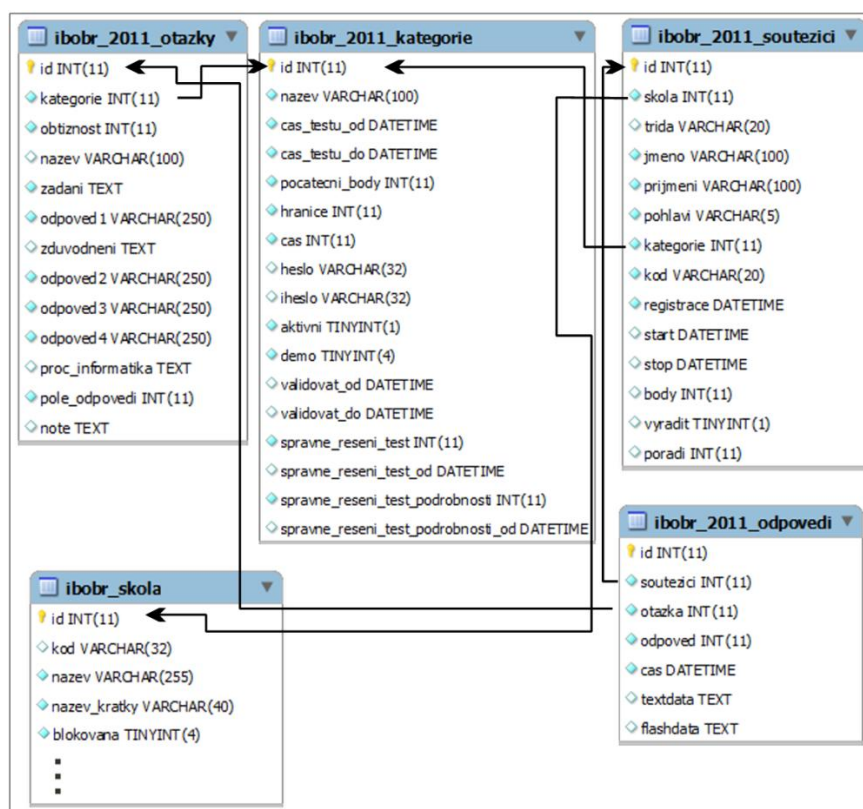 ibobr_2011_otazky
id INT(11)
kategorie INT(11)
obtiznost INT(11)
nazev VARCHAR(100)
zadani TEXT
odpoved1 VARCHAR(250)
zduvodneni TEXT
odpoved2 VARCHAR(250)
odpoved3 VARCHAR(250)
odpoved4 VARCHAR(250)
proc_informatika TEXT
pole_odpovedi INT(11)
note TEXT
ibobr_2011_kategorie
id INT(11)
nazev VARCHAR(100)
cas_testu_od DATETIME
cas_testu_do DATETIME
pocatecni_body INT(11)
hranice INT(11)
cas INT(11)
heslo VARCHAR(32)
iheslo VARCHAR(32)
aktivni TINYINT(1)
demo TINYINT(4)
validovat_od DATETIME
validovat_do DATETIME
spravne_reseni_test INT(11)
spravne_reseni_test_od DATETIME
spravne_reseni_test_podrobnosti INT(11)
spravne_reseni_test_podrobnosti_od DATETIME
ibobr_2011_soutezici
id INT(11)
skola INT(11)
trida VARCHAR(20)
jmeno VARCHAR(100)
prijmeni VARCHAR(100)
pohlavi VARCHAR(5)
kategorie INT(11)
kod VARCHAR(20)
registrace DATETIME
start DATETIME
stop DATETIME
body INT(11)
vyradit TINYINT(1)
poradi INT(11)
ibobr_skola
id INT(11)
kod VARCHAR(32)
nazev VARCHAR(255)
nazev_kratky VARCHAR(40)
blokovana TINYINT(4)
ibobr_2011_odpovedi
id INT(11)
soutezici INT(11)
otazka INT(11)
odpoved INT(11)
cas DATETIME
textdata TEXT
flashdata TEXT